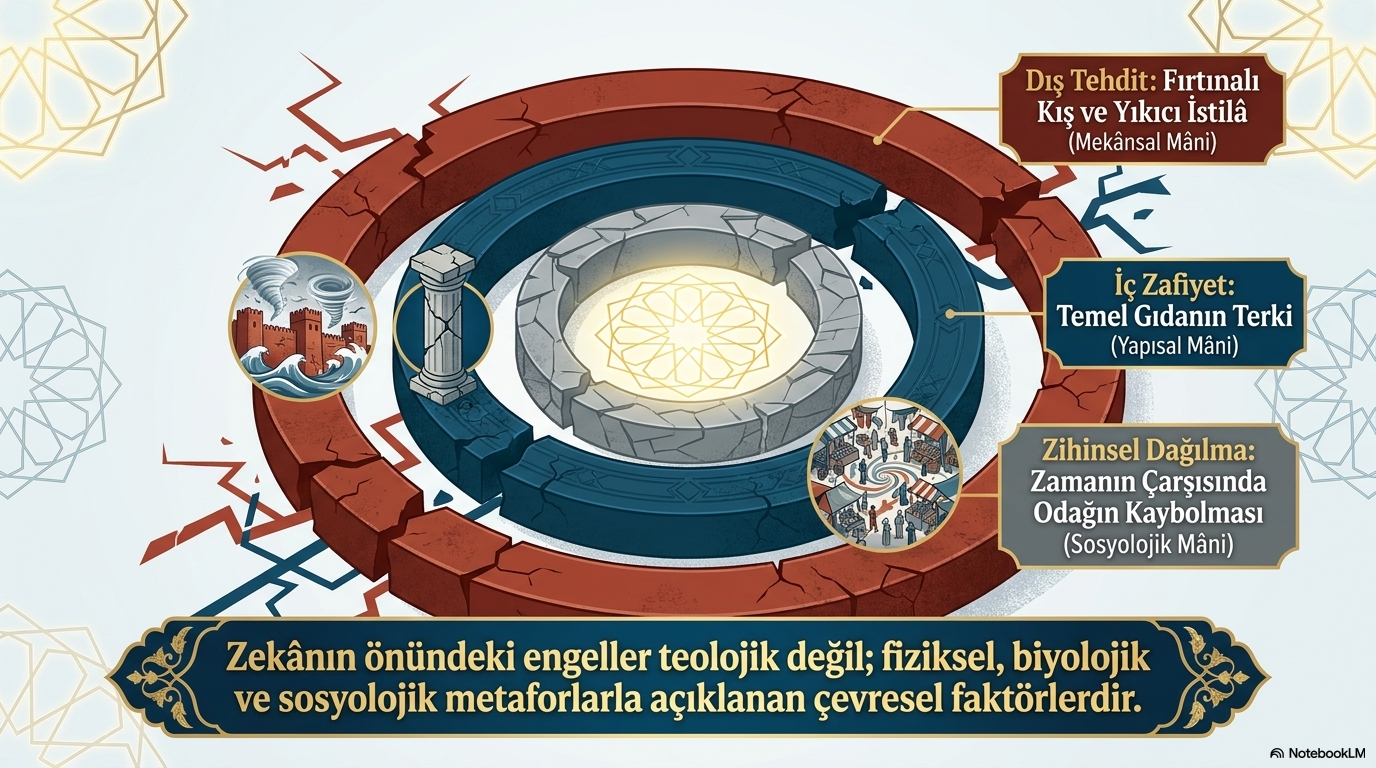 Dış Tehdit: Fırtınalı
Kış ve Yıkıcı İstilâ
(Mekânsal Mâni)
İç Zafiyet:
Temel Gıdanın Terki
(Yapısal Mâni)
Zihinsel Dağılma:
Zamanın Çarşısında
Odağın Kaybolması
(Sosyolojik Mâni)
Zekânın önündeki engeller teolojik değil; fiziksel, biyolojik
ve sosyolojik metaforlarla açıklanan çevresel faktörlerdir.
NotebookLM